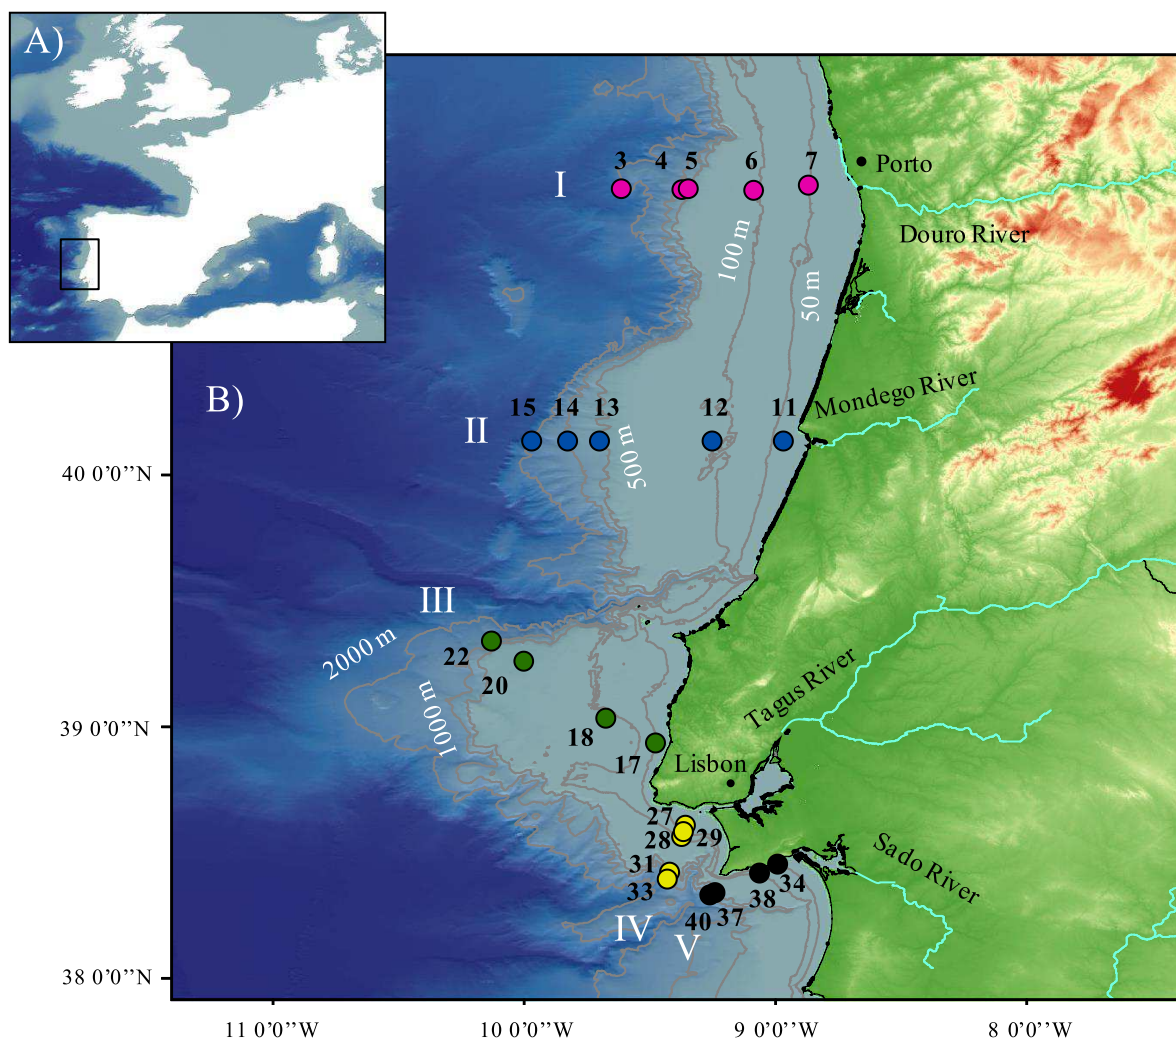 A)
3 4 5 6 7
I
Porto
Douro River
100 m
50 m
B)
Mondego River
15 14 13 12 11
II
500 m
40 0'0’’N
III
2000 m
22
20
1000 m
Tagus River
39 0'0’’N
18
17
Lisbon
27
28 29
31
33
Sado River
34
38
40 37
IV
V
38 0'0’’N
11 0'0’’W 10 0'0’’W 9 0'0’’W 8 0'0’’W